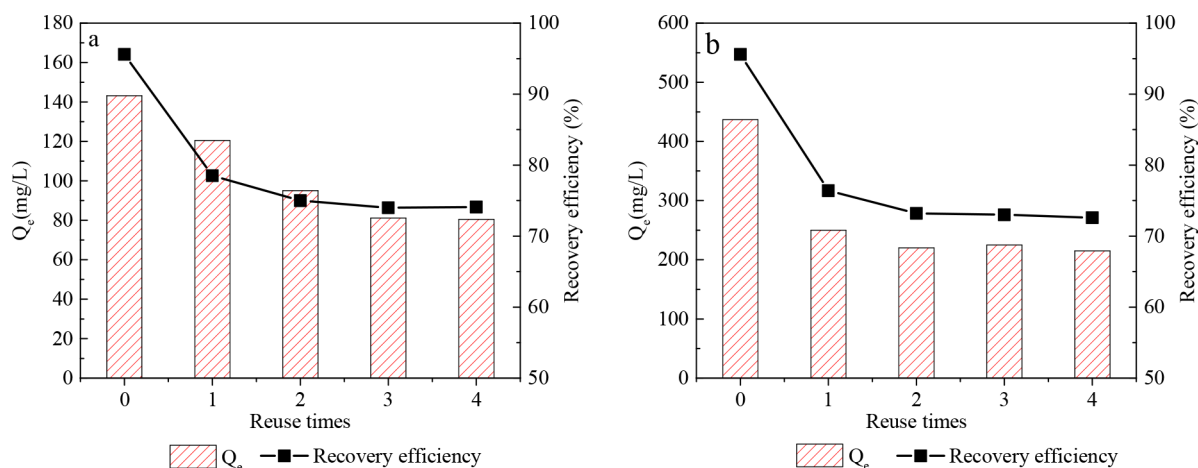 a
180
160
140
120
100
80
60
40
20
0
Qe(mg/L)
100
90
80
70
60
50
Recovery efficiency (%)
0 1 2 3 4
Reuse times
Qe Recovery efficiency
b
600
500
400
300
200
100
0
Qe(mg/L)
100
90
80
70
60
50
Recovery efficiency (%)
0 1 2 3 4
Reuse times
Qe Recovery efficiency